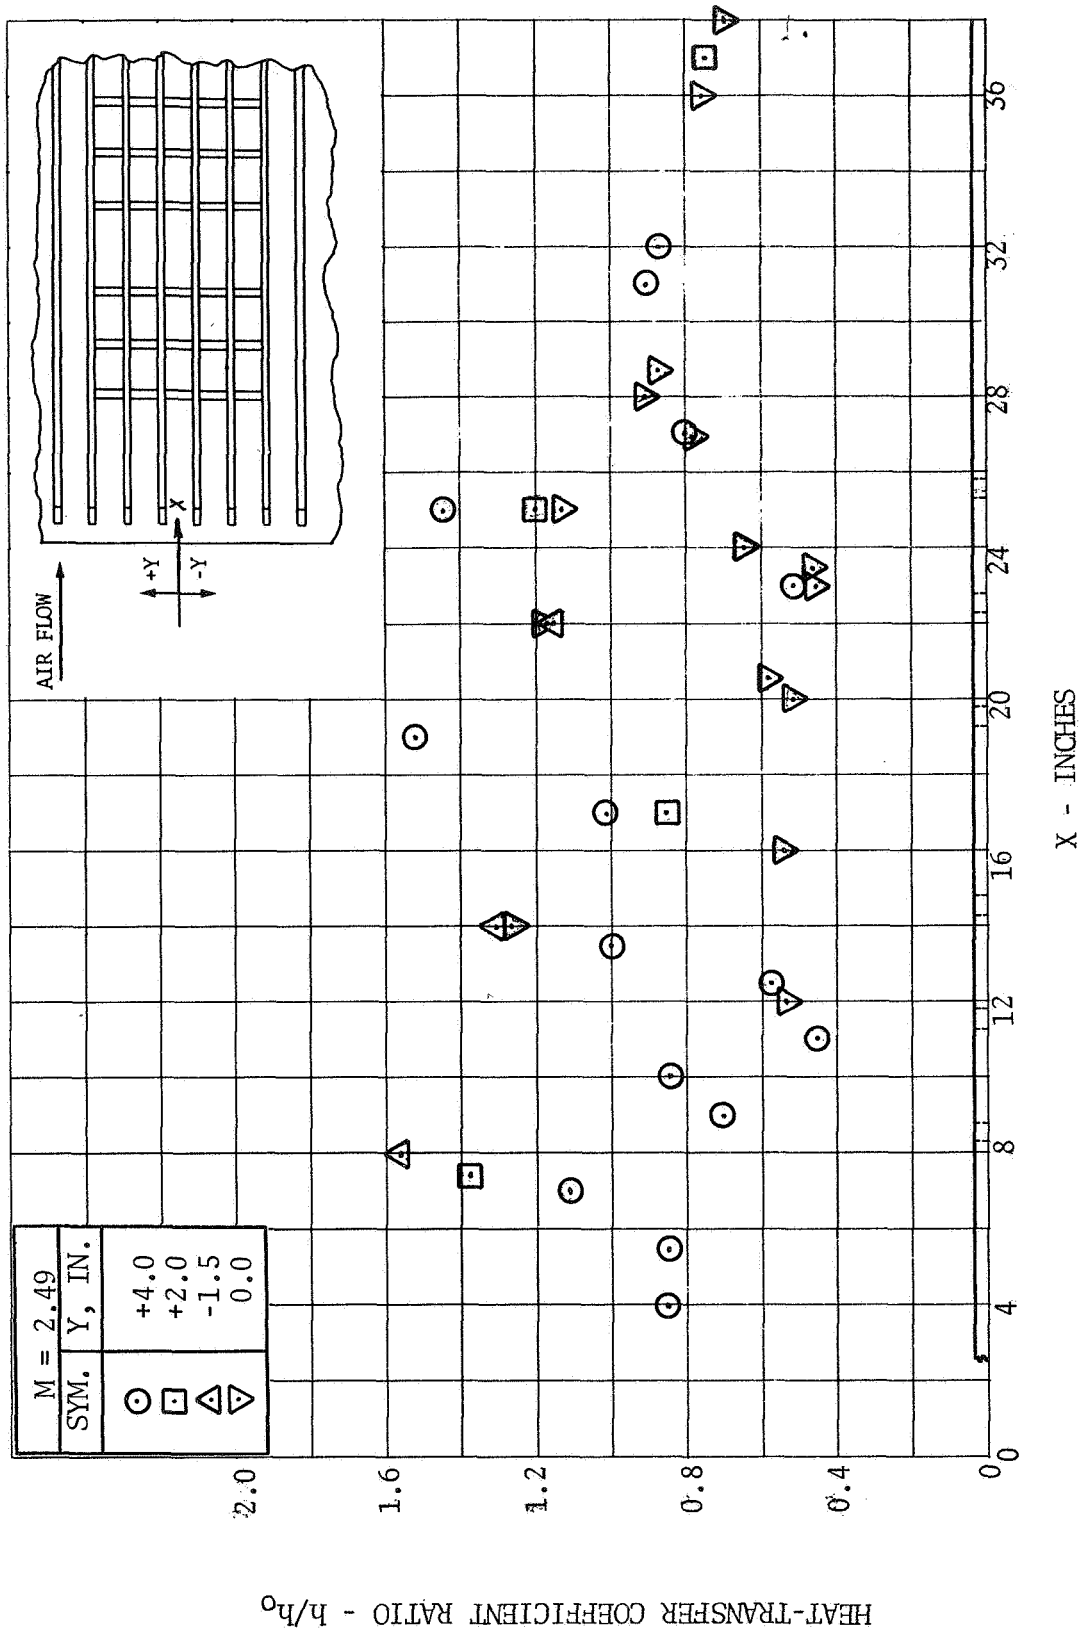 M = 2.49
SYM. Y, IN.
+4.0
+2.0
-1.5
0.0
AIR FLOW
+Y
-Y
X
HEAT-TRANSFER COEFFICIENT RATIO - h/h₀
2.0
1.6
1.2
0.8
0.4
0
0
4
8
12
16
20
24
28
32
36
X - INCHES